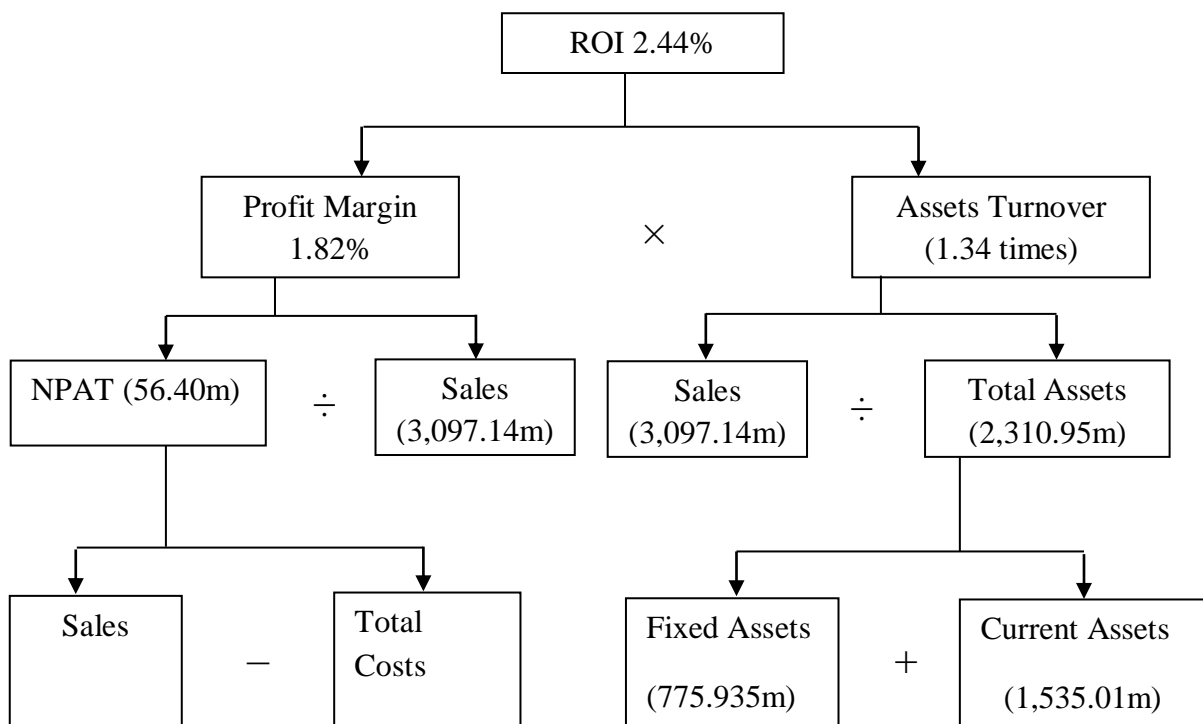 ROI 2.44%
Profit Margin
1.82%
×
Assets Turnover
(1.34 times)
NPAT (56.40m)
÷
Sales
(3,097.14m)
Sales
(3,097.14m)
÷
Total Assets
(2,310.95m)
Sales
−
Total
Costs
Fixed Assets
(775.935m)
+
Current Assets
(1,535.01m)